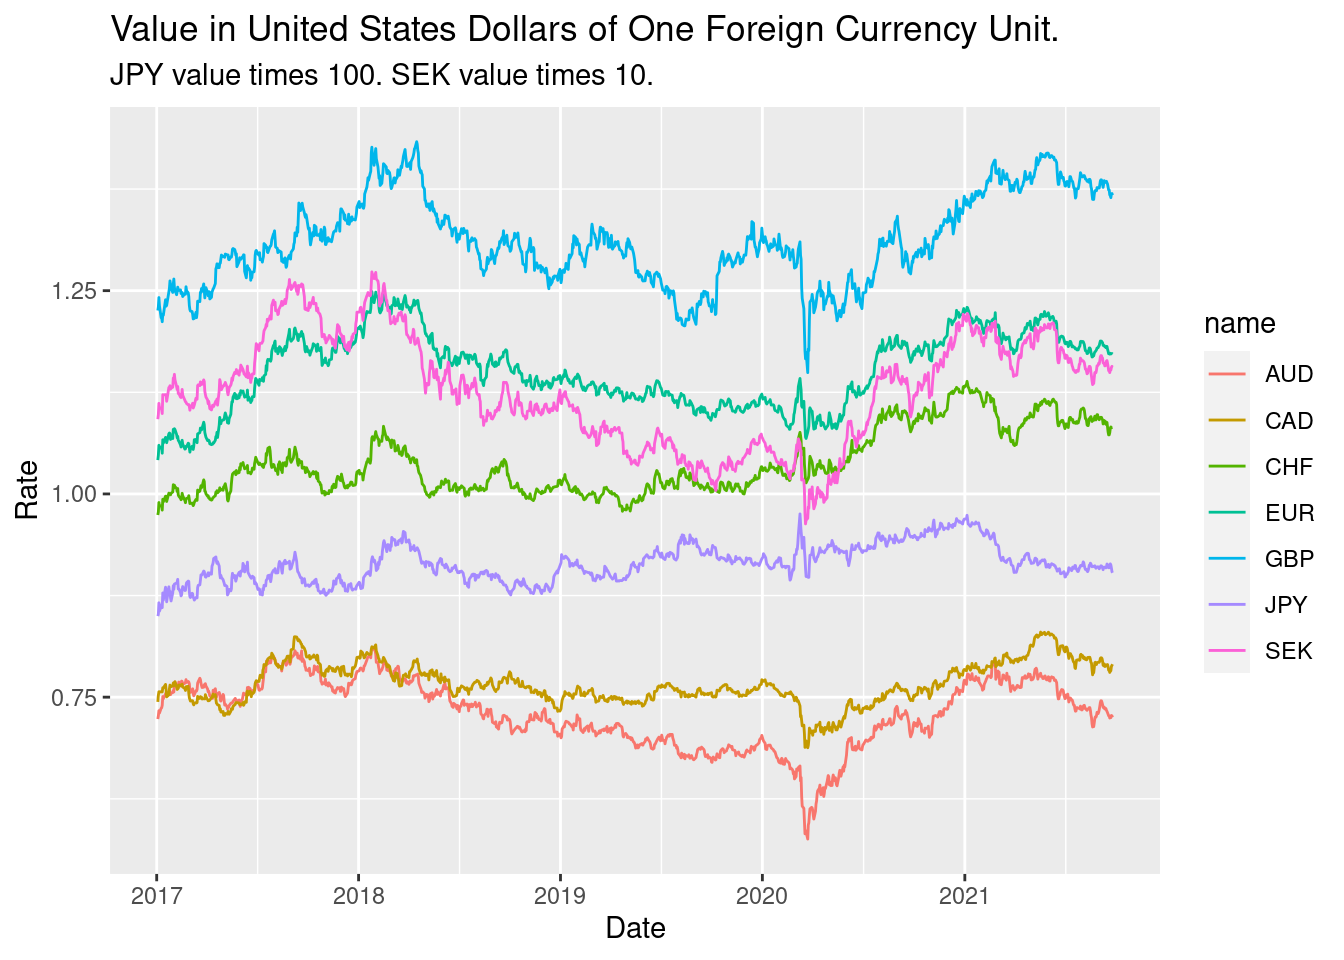 Value in United States Dollars of One Foreign Currency Unit.
JPY value times 100. SEK value times 10.
Rate
1.25
1.00
0.75
2017 2018 2019 2020 2021
Date
name
AUD
CAD
CHF
EUR
GBP
JPY
SEK